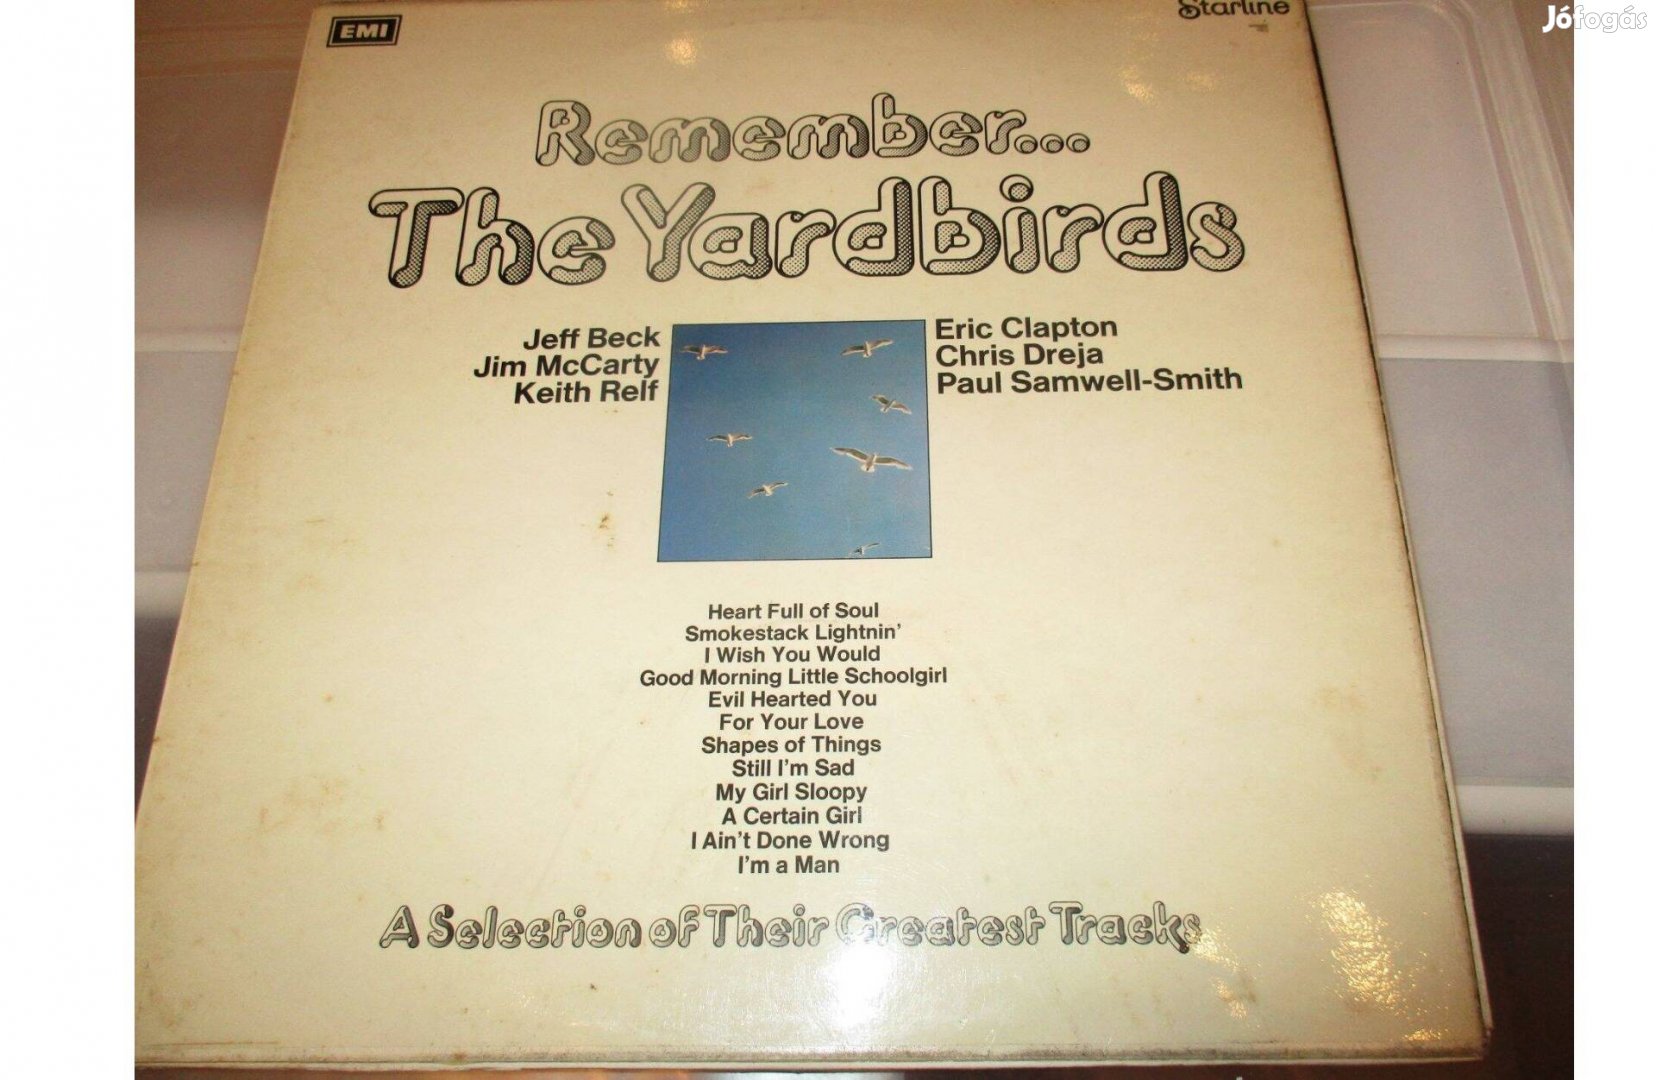 EMI
Starline
Jófogás
Remember...
The Yardbirds
Jeff Beck
Jim McCarty
Keith Relf
Eric Clapton
Chris Dreja
Paul Samwell-Smith
Heart Full of Soul
Smokestack Lightnin'
I Wish You Would
Good Morning Little Schoolgirl
Evil Hearted You
For Your Love
Shapes of Things
Still I'm Sad
My Girl Sloopy
A Certain Girl
I Ain't Done Wrong
I'm a Man
A Selection of Their Greatest Tracks